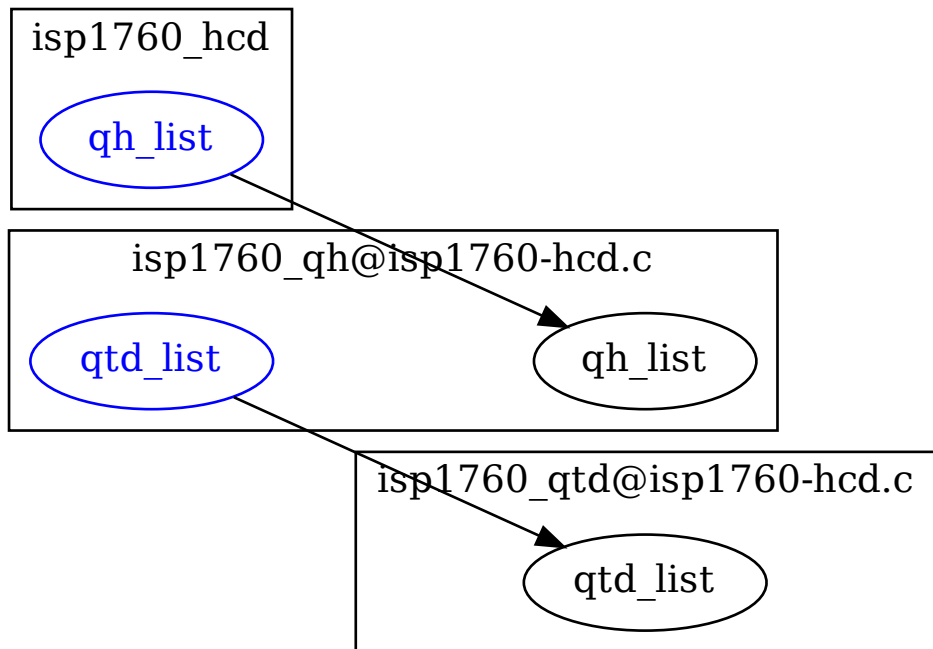 isp1760_hcd
qh_list
isp1760_qh@isp1760-hcd.c
qtd_list
qh_list
isp1760_qtd@isp1760-hcd.c
qtd_list